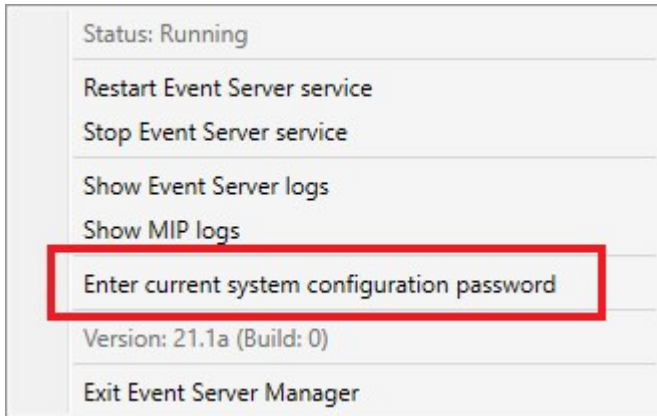 Status: Running
Restart Event Server service
Stop Event Server service
Show Event Server logs
Show MIP logs
Enter current system configuration password
Version: 21.1a (Build: 0)
Exit Event Server Manager